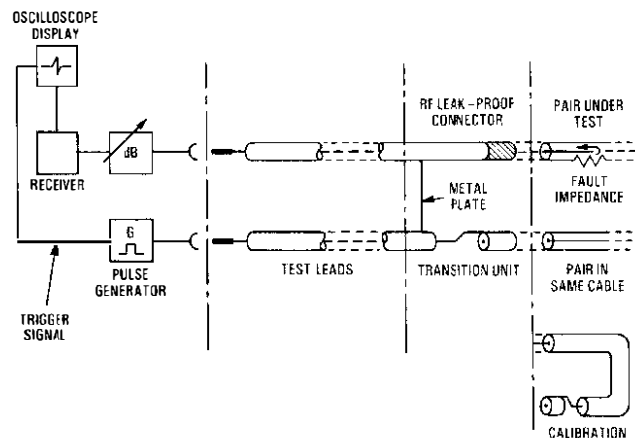 OSCILLOSCOPE
DISPLAY
RECEIVER
dB
G
PULSE
GENERATOR
TRIGGER
SIGNAL
TEST LEADS
RF LEAK-PROOF
CONNECTOR
METAL
PLATE
TRANSITION UNIT
PAIR UNDER
TEST
FAULT
IMPEDANCE
PAIR IN
SAME CABLE
CALIBRATION